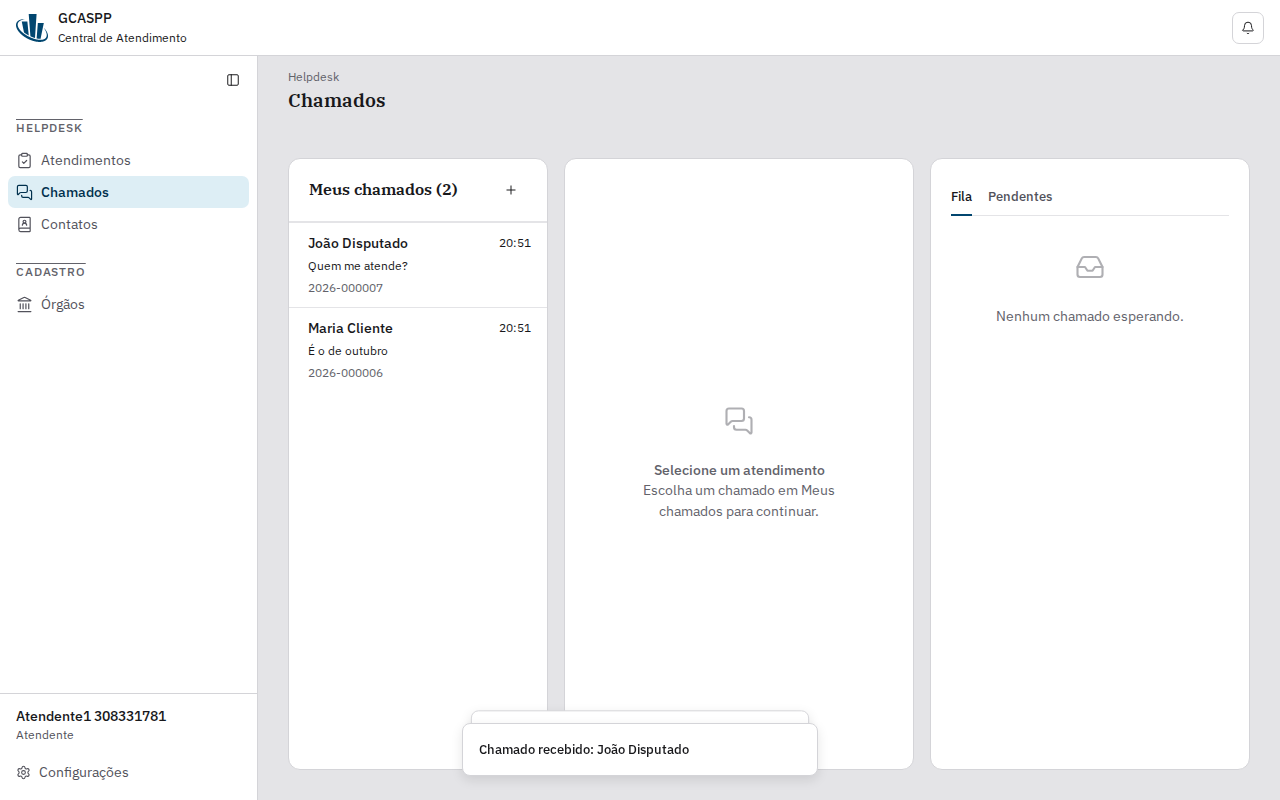 GCASPP
Central de Atendimento
HELPDESK
Atendimentos
Chamados
Contatos
CADASTRO
Órgãos
Atendente1 308331781
Atendente
Configurações
Helpdesk
Chamados
Meus chamados (2)
João Disputado 20:51
Quem me atende?
2026-000007
Maria Cliente 20:51
É o de outubro
2026-000006
Selecione um atendimento
Escolha um chamado em Meus
chamados para continuar.
Fila Pendentes
Nenhum chamado esperando.
Chamado recebido: João Disputado